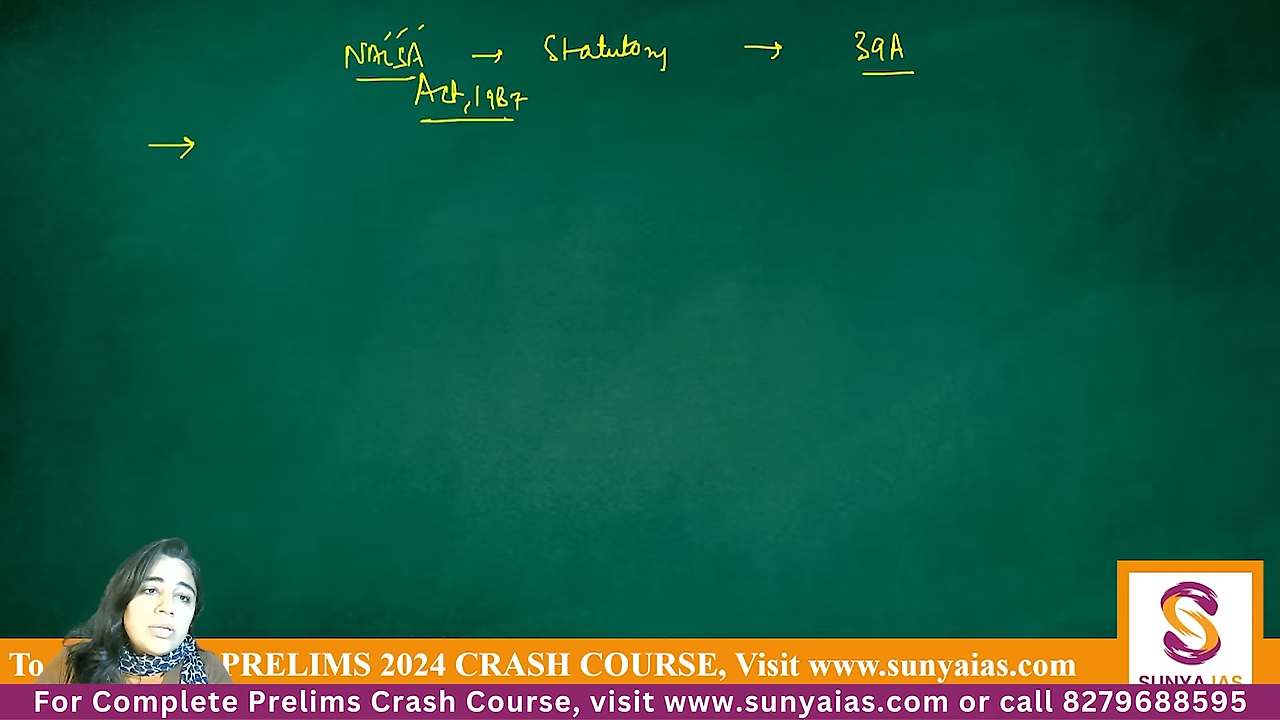 NALSA → Statutory → 39A
Act, 1987
→
To PRELIMS 2024 CRASH COURSE, Visit www.sunyaias.com
SUNYA IAS
For Complete Prelims Crash Course, visit www.sunyaias.com or call 8279688595